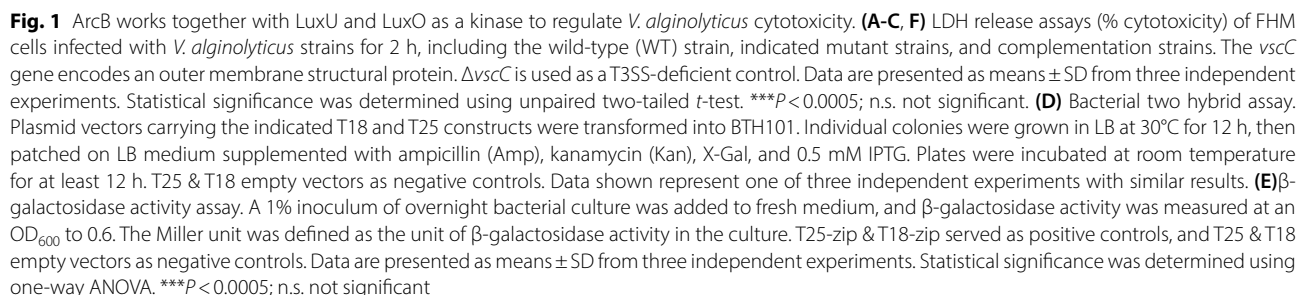 Fig. 1 ArcB works together with LuxU and LuxO as a kinase to regulate V. alginolyticus cytotoxicity. (A-C, F) LDH release assays (% cytotoxicity) of FHM
cells infected with V. alginolyticus strains for 2 h, including the wild-type (WT) strain, indicated mutant strains, and complementation strains. The vscC
gene encodes an outer membrane structural protein. ΔvscC is used as a T3SS-deficient control. Data are presented as means ± SD from three independent
experiments. Statistical significance was determined using unpaired two-tailed t-test. ***P < 0.0005; n.s. not significant. (D) Bacterial two hybrid assay.
Plasmid vectors carrying the indicated T18 and T25 constructs were transformed into BTH101. Individual colonies were grown in LB at 30°C for 12 h, then
patched on LB medium supplemented with ampicillin (Amp), kanamycin (Kan), X-Gal, and 0.5 mM IPTG. Plates were incubated at room temperature
for at least 12 h. T25 & T18 empty vectors as negative controls. Data shown represent one of three independent experiments with similar results. (E)β-
galactosidase activity assay. A 1% inoculum of overnight bacterial culture was added to fresh medium, and β-galactosidase activity was measured at an
OD600 to 0.6. The Miller unit was defined as the unit of β-galactosidase activity in the culture. T25-zip & T18-zip served as positive controls, and T25 & T18
empty vectors as negative controls. Data are presented as means ± SD from three independent experiments. Statistical significance was determined using
one-way ANOVA. ***P < 0.0005; n.s. not significant